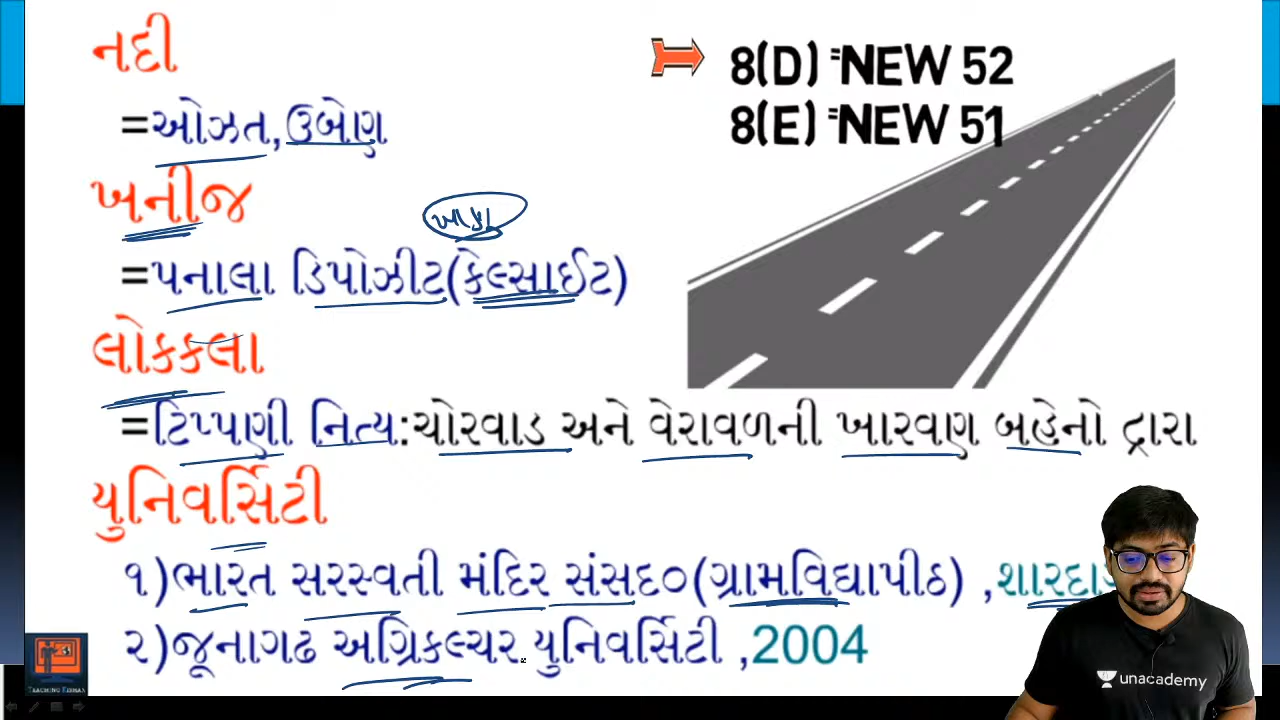 નદી
8(D) =NEW 52
=ઓઝત,ઉબેણ
8(E) =NEW 51
ખનીજ
=પનાલા ડિપોઝીટ(કેલ્સાઈટ)
લોકકલા
=ટિપ્પણી નિત્ય:ચોરવાડ અને વેરાવળની ખારવણ બહેનો દ્રારા
યુનિવર્સિટી
૧)ભારત સરસ્વતી મંદિર સંસદ૦(ગ્રામવિદ્યાપીઠ) ,શારદા
૨)જૂનાગઢ અગ્રિકલ્ચર યુનિવર્સિટી ,2004
unacademy